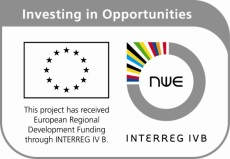 Investing in Opportunities
nwe
This project has received
European Regional
Development Funding
through INTERREG IV B.
INTERREG IVB